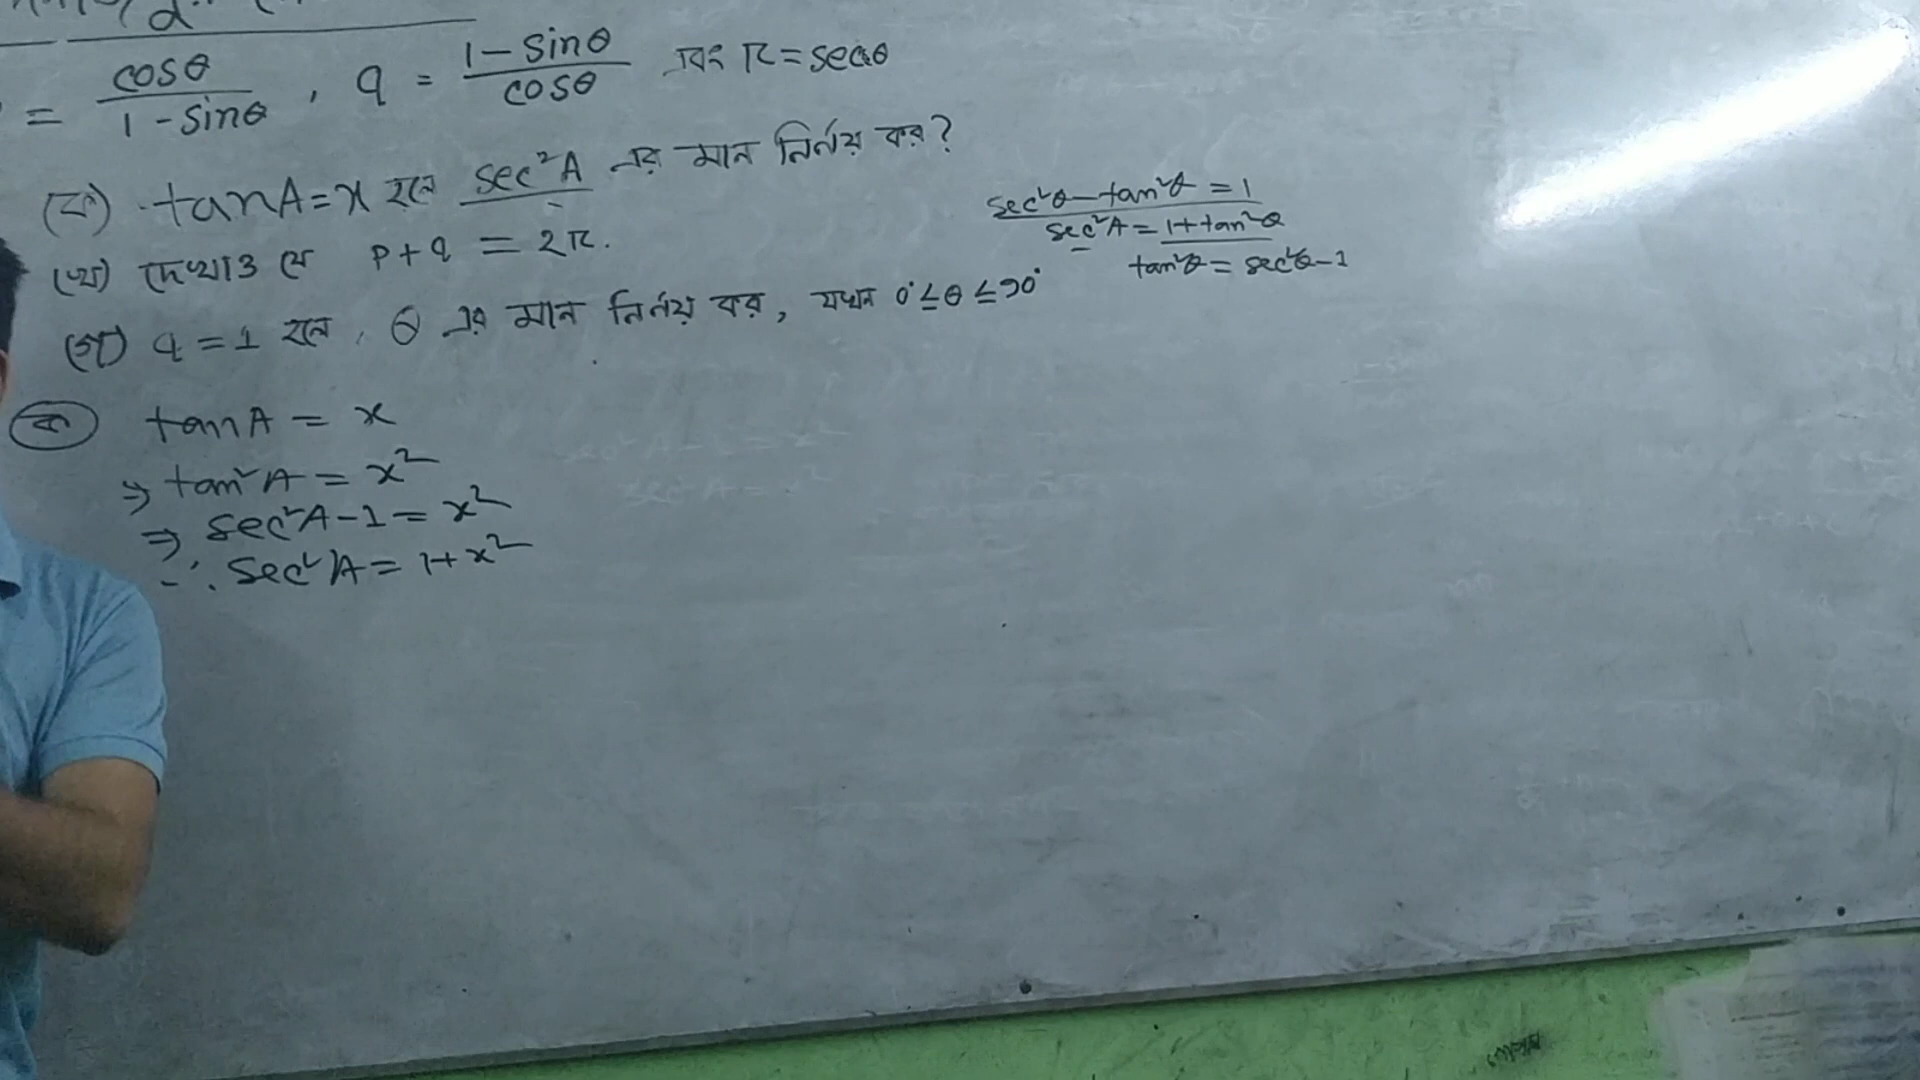 = cosθ / 1 - sinθ , q = 1 - sinθ / cosθ এবং r = secθ
(ক) tanA = x হলে sec²A এর মান নির্ণয় কর?
(খ) দেখাও যে p + q = 2r.
(গ) q = 1 হলে, θ এর মান নির্ণয় কর, যখন 0° ≤ θ ≤ 90°
sec²θ - tan²θ = 1
sec²A = 1 + tan²θ
tan²θ = sec²θ - 1
(ক) tanA = x
⇒ tan²A = x²
⇒ sec²A - 1 = x²
∴ sec²A = 1 + x²